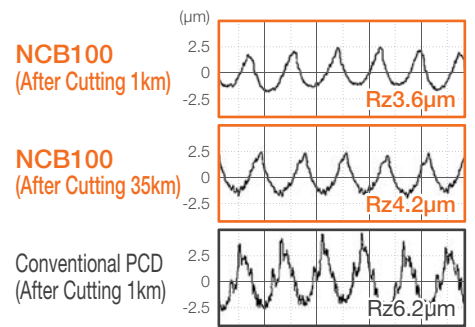 (μm)
NCB100
(After Cutting 1km)
2.5
0
-2.5
Rz3.6μm
NCB100
(After Cutting 35km)
2.5
0
-2.5
Rz4.2μm
Conventional PCD
(After Cutting 1km)
2.5
0
-2.5
Rz6.2μm